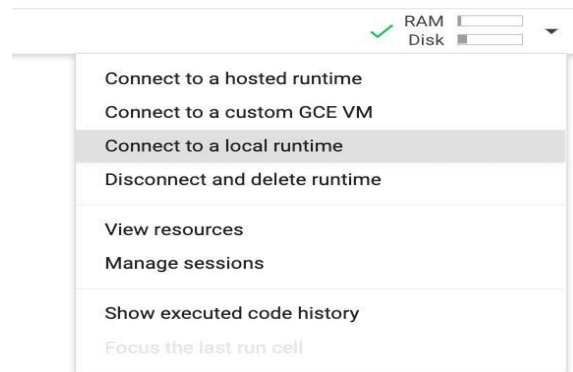 RAM
Disk
Connect to a hosted runtime
Connect to a custom GCE VM
Connect to a local runtime
Disconnect and delete runtime
View resources
Manage sessions
Show executed code history
Focus the last run cell